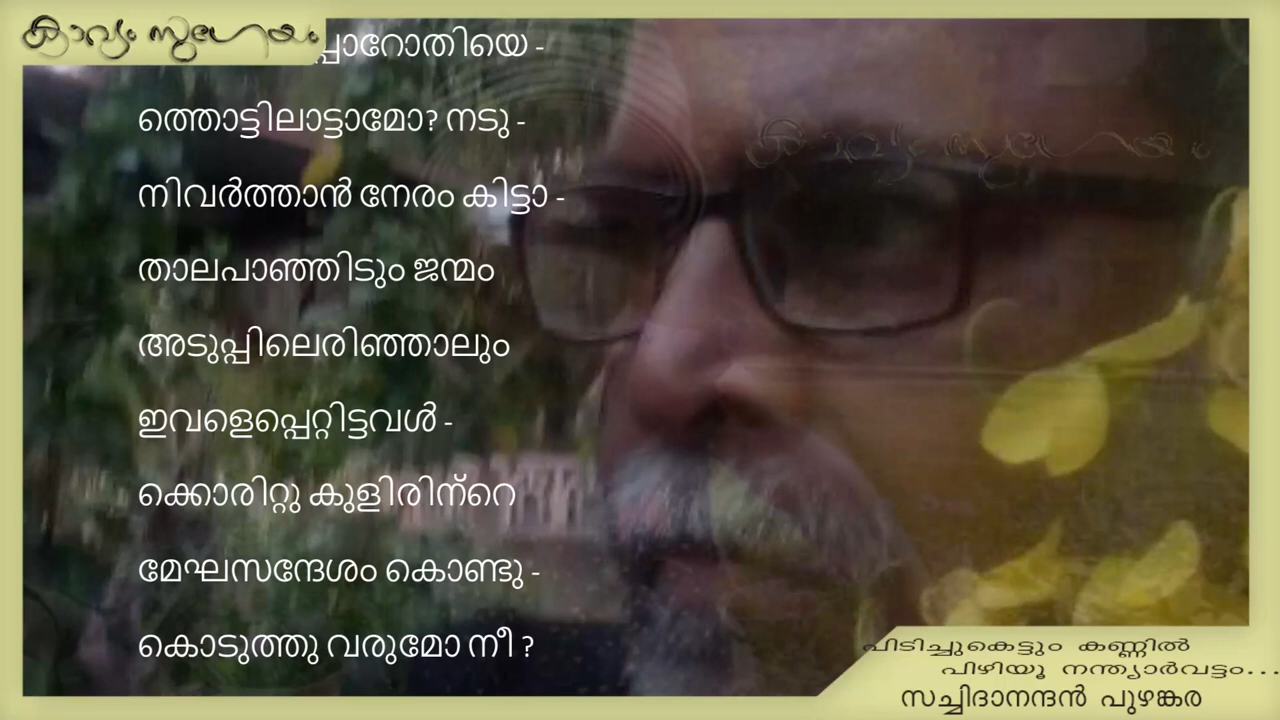 കാവ്യം സുഗേയം
പ്പാറോതിയെ -
ത്തൊട്ടിലാട്ടാമോ? നടു -
നിവർത്താൻ നേരം കിട്ടാ -
താലപാഞ്ഞിടും ജന്മം
അടുപ്പിലെരിഞ്ഞാലും
ഇവളെപ്പെറ്റിട്ടവൾ -
ക്കൊരിറ്റു കുളിരിന്റെ
മേഘസന്ദേശം കൊണ്ടു -
കൊടുത്തു വരുമോ നീ ?
കാവ്യം സുഗേയം
പിടിച്ചുകെട്ടും കണ്ണിൽ
പിഴിയൂ നന്ത്യാർവട്ടം...
സച്ചിദാനന്ദൻ പുഴങ്കര